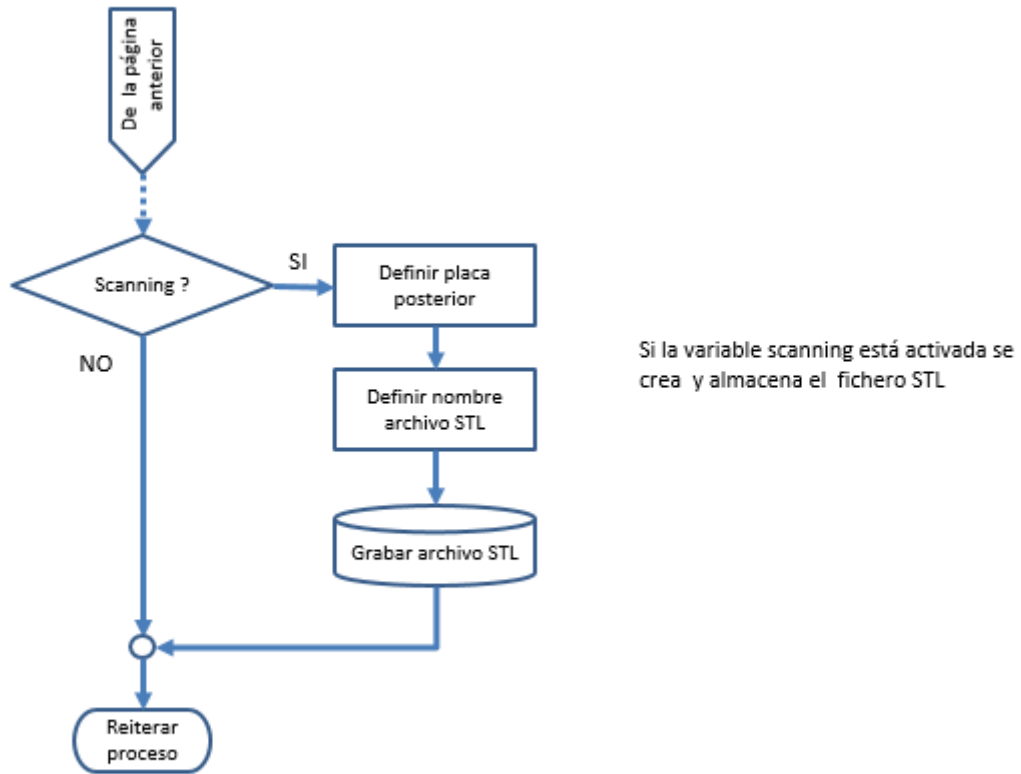 De la página
anterior
Scanning ?
SI
Definir placa
posterior
NO
Si la variable scanning está activada se
crea y almacena el fichero STL
Definir nombre
archivo STL
Grabar archivo STL
Reiterar
proceso